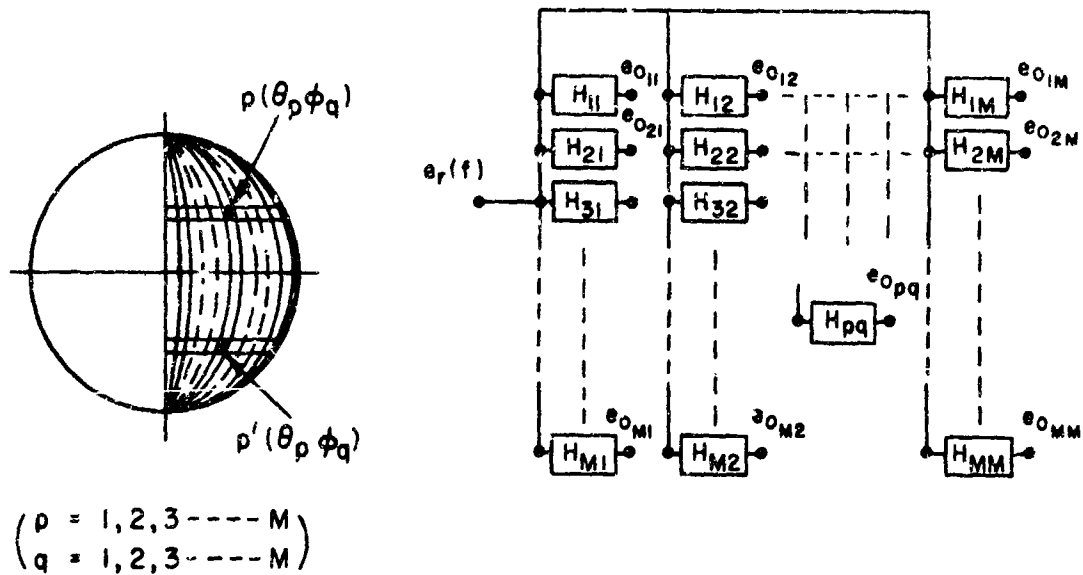 p(θp φq)
p'(θp φq)
(p = 1, 2, 3 ---- M)
(q = 1, 2, 3 ---- M)
er(f)
H11 eo11 H12 eo12 H1M eo1M
H21 eo21 H22 H2M eo2M
H31 H32
Hpq eopq
HM1 eoM1 HM2 eoM2 HMM eoMM